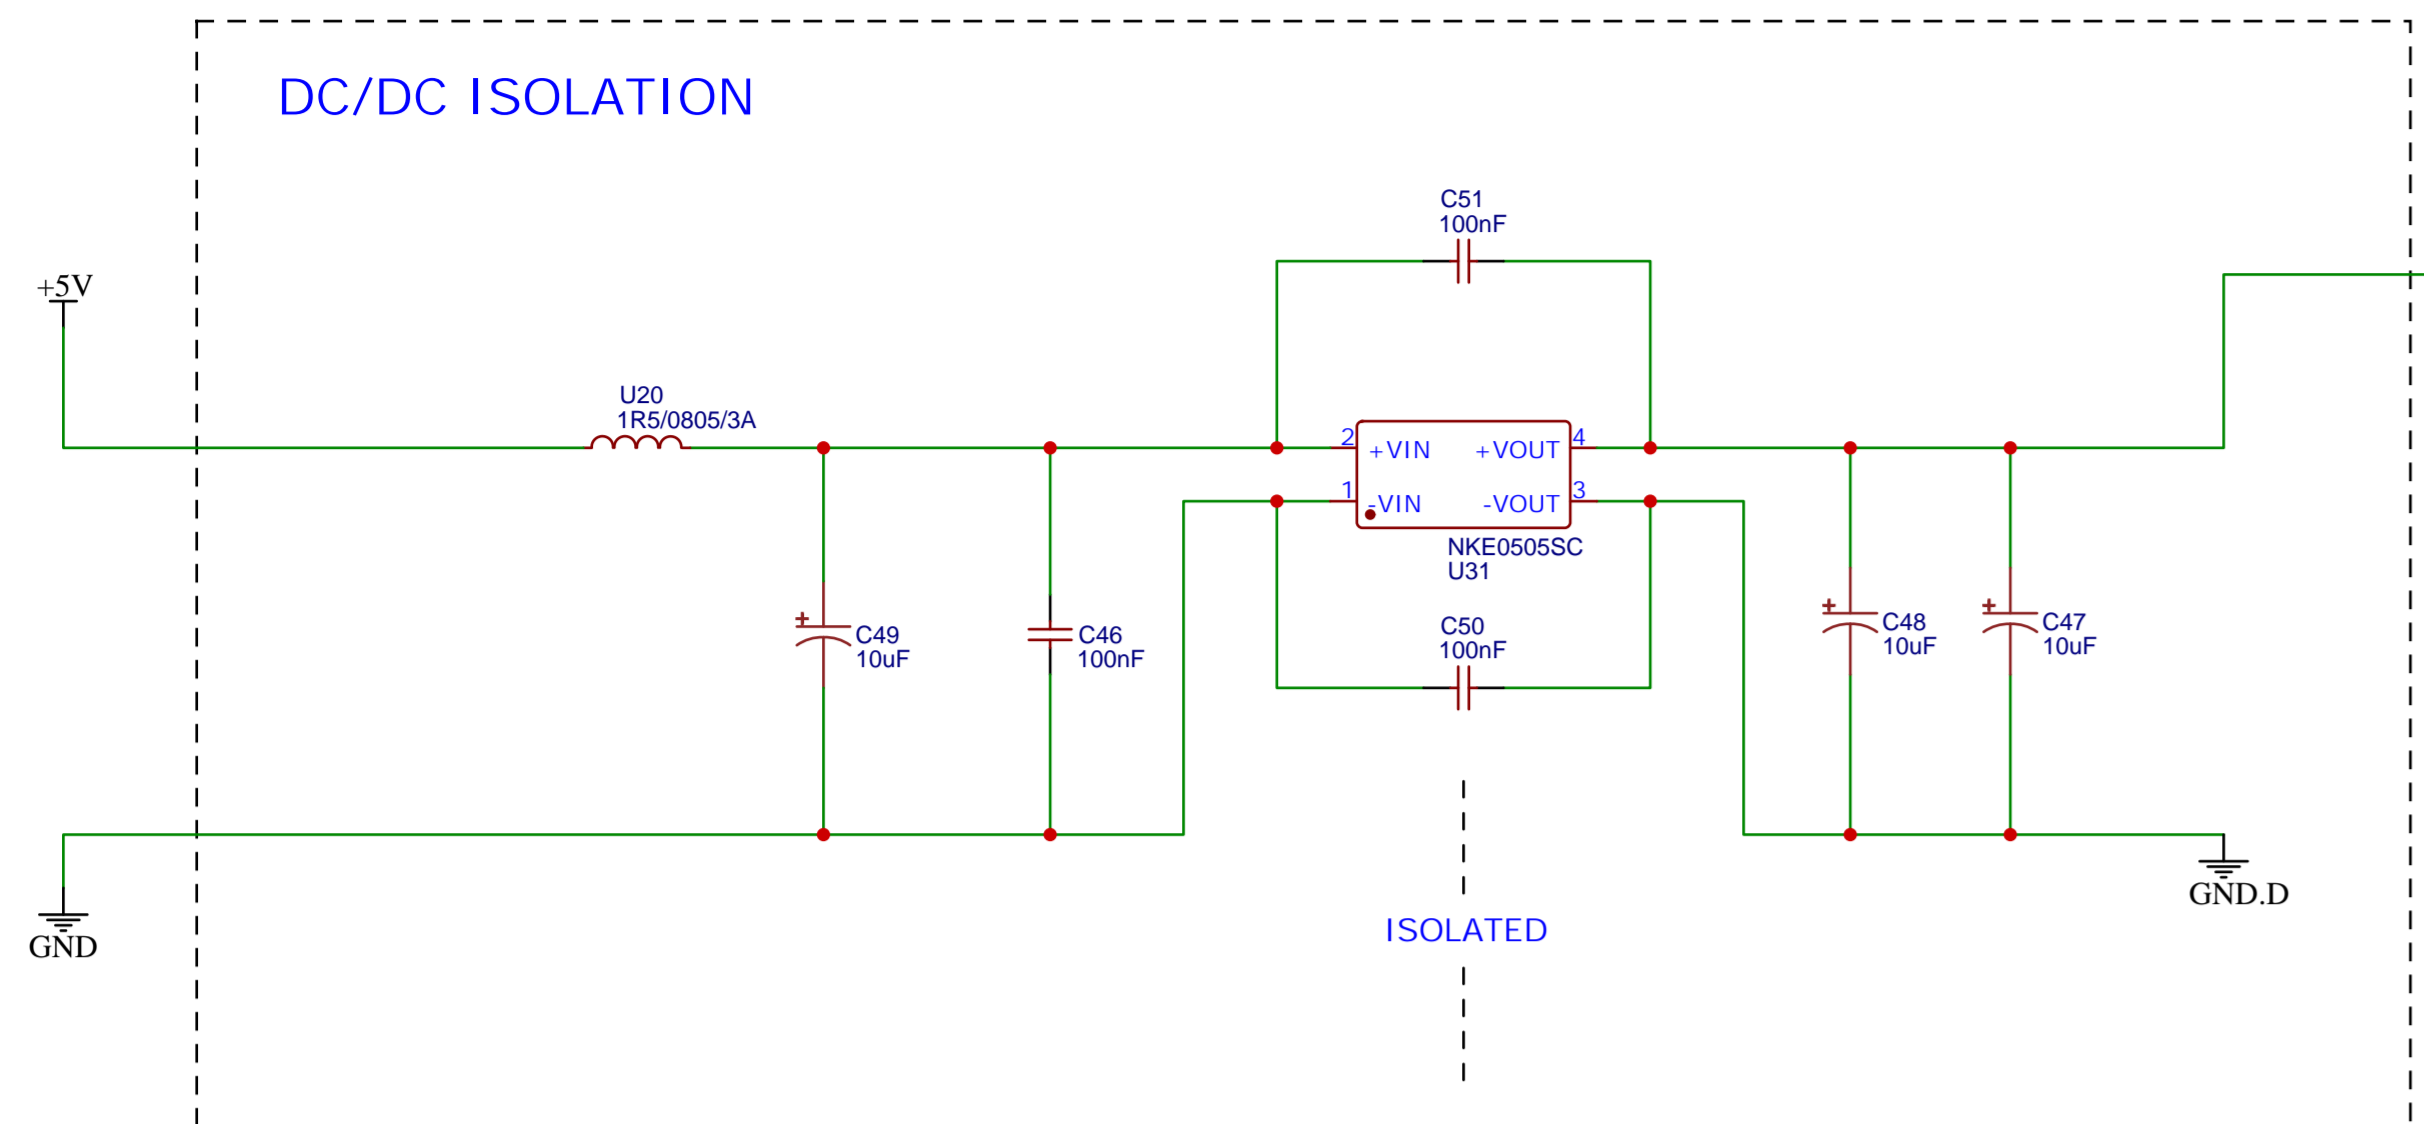 DC/DC ISOLATION
C51
100nF
+5V
U20
1R5/0805/3A
2
+VIN
+VOUT
4
1
-VIN
-VOUT
3
NKE0505SC
U31
C49
10uF
C46
100nF
C50
100nF
C48
10uF
C47
10uF
GND.D
ISOLATED
GND